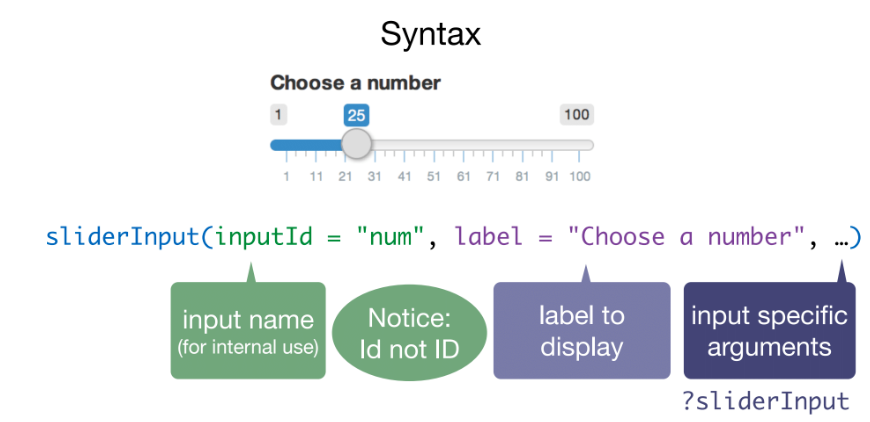 Syntax
Choose a number
1 25 100
1 11 21 31 41 51 61 71 81 91 100
sliderInput(inputId = "num", label = "Choose a number", …)
input name
(for internal use)
Notice:
Id not ID
label to
display
input specific
arguments
?sliderInput